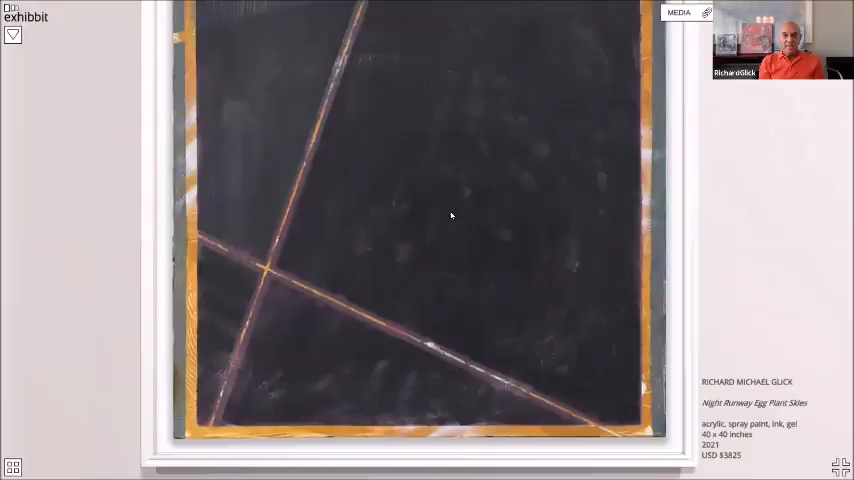 exhibbit
MEDIA
RichardGlick
RICHARD MICHAEL GLICK
Night Runway Egg Plant Skies
acrylic, spray paint, ink, gel
40 x 40 inches
2021
USD $3825